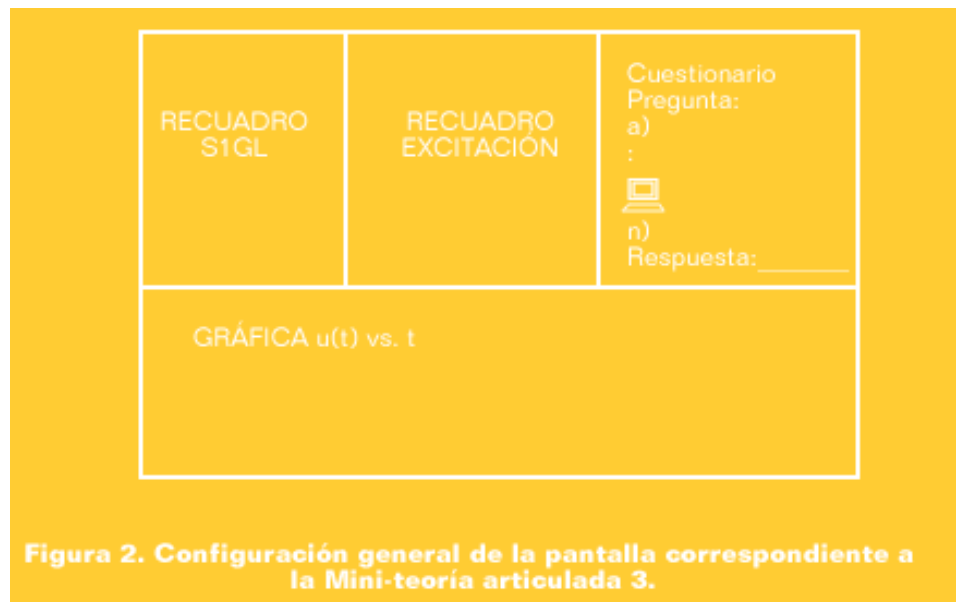 RECUADRO
S1GL
RECUADRO
EXCITACIÓN
Cuestionario
Pregunta:
a)
:
n)
Respuesta:_______
GRÁFICA u(t) vs. t
Figura 2. Configuración general de la pantalla correspondiente a
la Mini-teoría articulada 3.